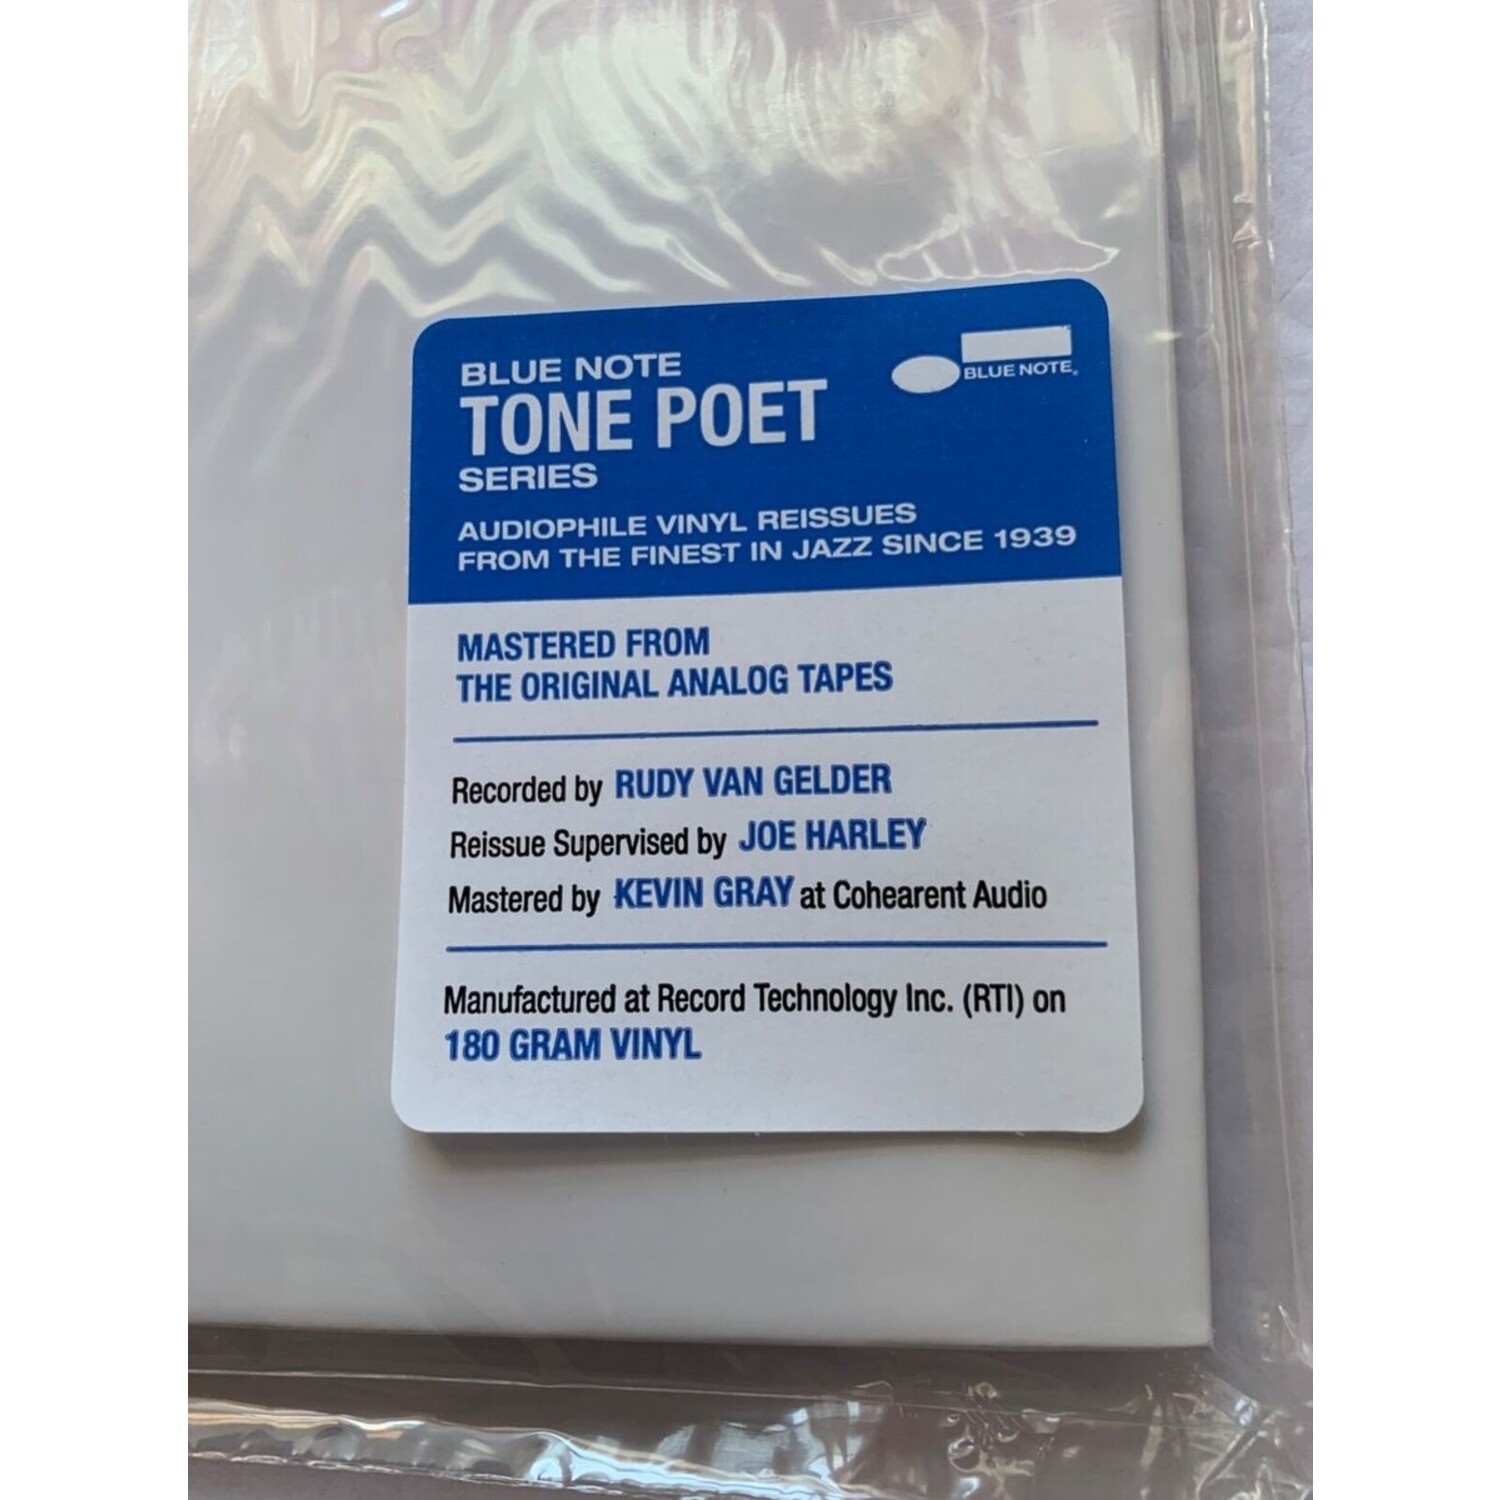 BLUE NOTE
TONE POET
SERIES
BLUE NOTE®
AUDIOPHILE VINYL REISSUES
FROM THE FINEST IN JAZZ SINCE 1939
MASTERED FROM
THE ORIGINAL ANALOG TAPES
Recorded by RUDY VAN GELDER
Reissue Supervised by JOE HARLEY
Mastered by KEVIN GRAY at Cohearent Audio
Manufactured at Record Technology Inc. (RTI) on
180 GRAM VINYL